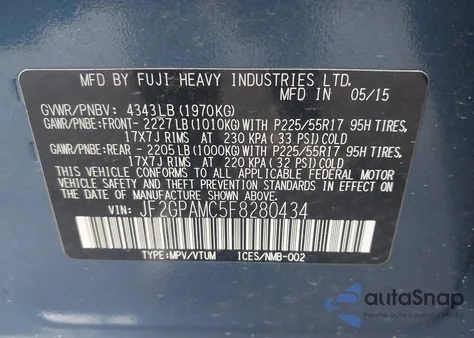 MFD BY FUJI HEAVY INDUSTRIES LTD. 05/15
GVWR/PNBV: 4343LB (1970KG)
GAWR/PNBE:FRONT- 2227LB (1010KG) WITH P225/55R17 95H TIRES,
17X7J RIMS AT 230 KPA (33 PSI) COLD
GAWR/PNBE:REAR - 2205LB (1000KG) WITH P225/55R17 95H TIRES,
17X7J RIMS AT 220 KPA (32 PSI) COLD
THIS VEHICLE CONFORMS TO ALL APPLICABLE FEDERAL MOTOR
VEHICLE SAFETY, BUMPER, AND THEFT PREVENTION STANDARDS
IN EFFECT ON THE DATE OF MANUFACTURE SHOWN ABOVE.
VIN: JF2GPAMC5F8280434
TYPE:MPV/VTUM ICES/NMB-002
autoSnap